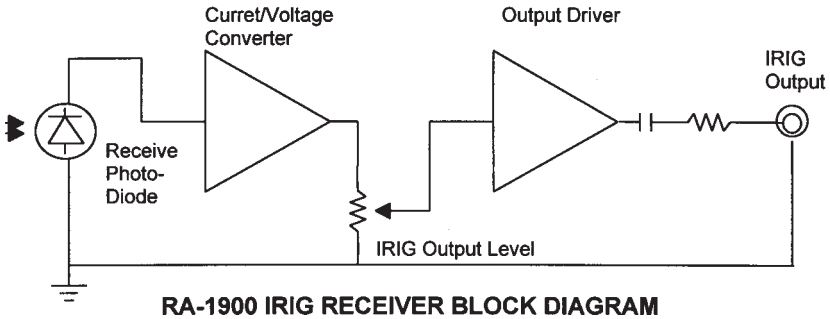 Curret/Voltage
Converter
Output Driver
IRIG
Output
Receive
Photo-
Diode
IRIG Output Level
RA-1900 IRIG RECEIVER BLOCK DIAGRAM